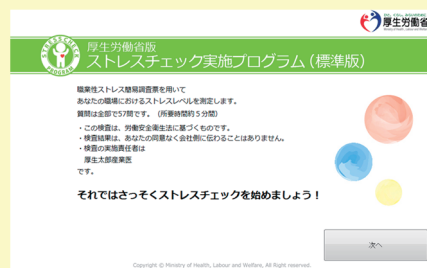 厚生労働省
STRESS CHECK
PROGRAM
厚生労働省版
ストレスチェック実施プログラム(標準版)
職業性ストレス簡易調査票を用いて
あなたの職場におけるストレスレベルを測定します。
質問は全部で57問です。(所要時間約5分間)
・この検査は、労働安全衛生法に基づくものです。
・検査結果は、あなたの同意なく会社側に伝わることはありません。
・検査の実施責任者は
厚生太郎産業医
です。
それではさっそくストレスチェックを始めましょう!
次へ
Copyright © Ministry of Health, Labour and Welfare, All Right reserved.